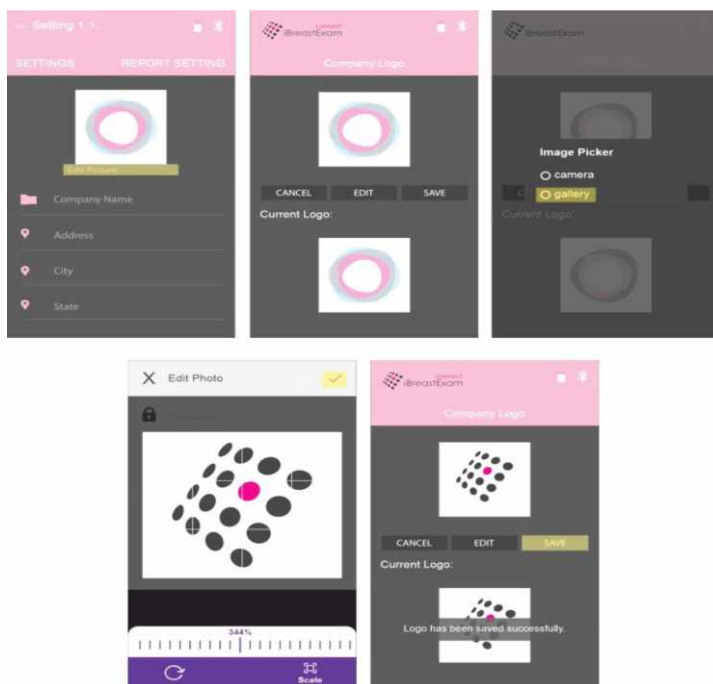 Setting 1 1.
SETTINGS REPORT SETTING
Edit Picture
Company Name
Address
City
State
connect
iBreastExam
Company Logo
CANCEL EDIT SAVE
Current Logo:
iBreastExam
Image Picker
camera
gallery
C
Current Logo:
X Edit Photo
344%
Scale
connect
iBreastExam
Company Logo
CANCEL EDIT SAVE
Current Logo:
Logo has been saved successfully.